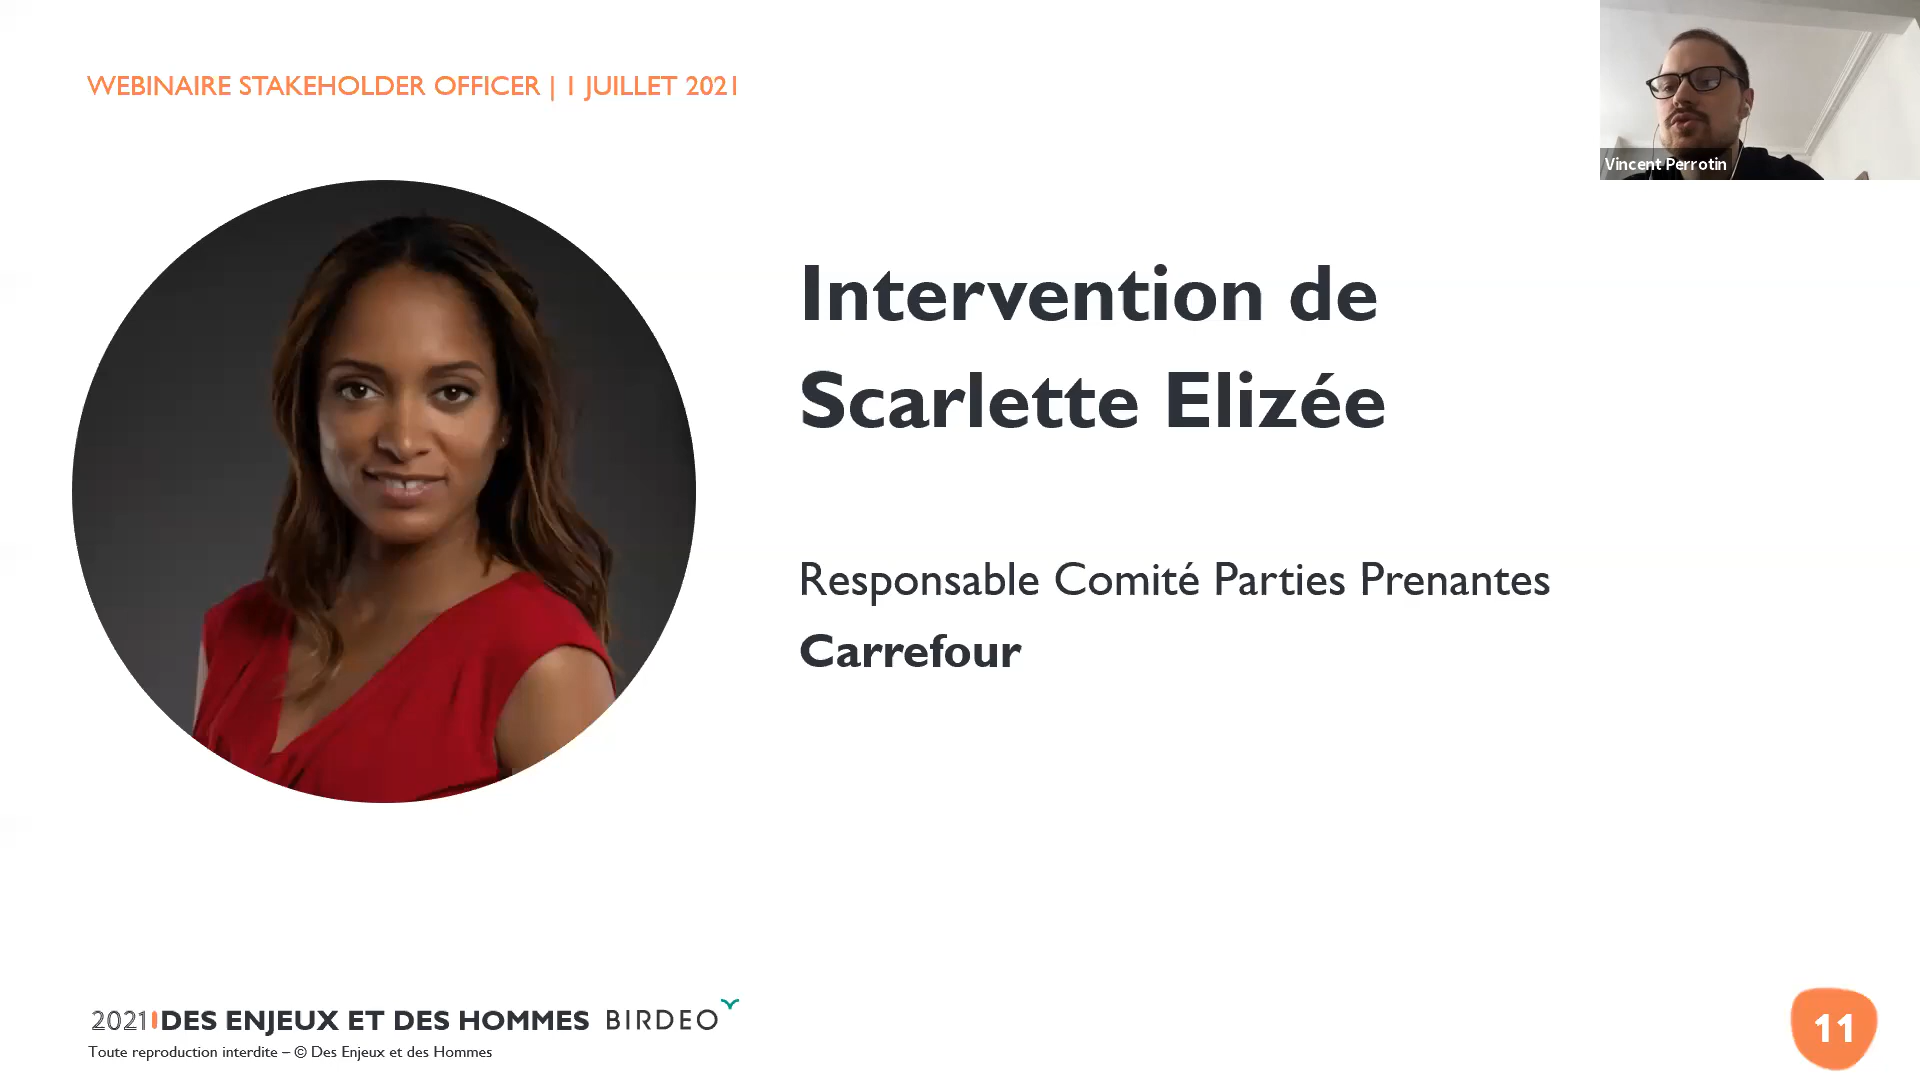 WEBINAIRE STAKEHOLDER OFFICER | 1 JUILLET 2021
Vincent Perrotin
Intervention de
Scarlette Elizée
Responsable Comité Parties Prenantes
Carrefour
2021 DES ENJEUX ET DES HOMMES BIRDEO
Toute reproduction interdite – © Des Enjeux et des Hommes
11